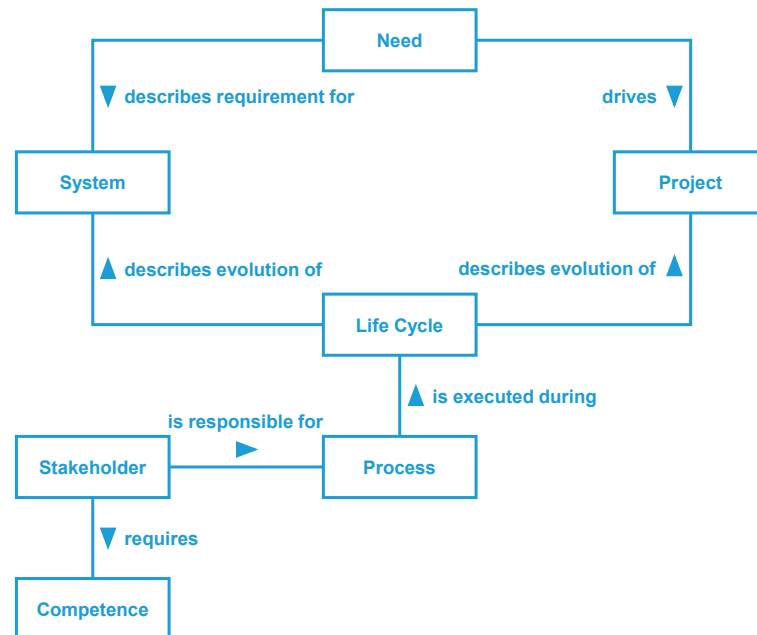 Need
describes requirement for
drives
System
Project
describes evolution of
describes evolution of
Life Cycle
is executed during
is responsible for
Stakeholder
Process
requires
Competence